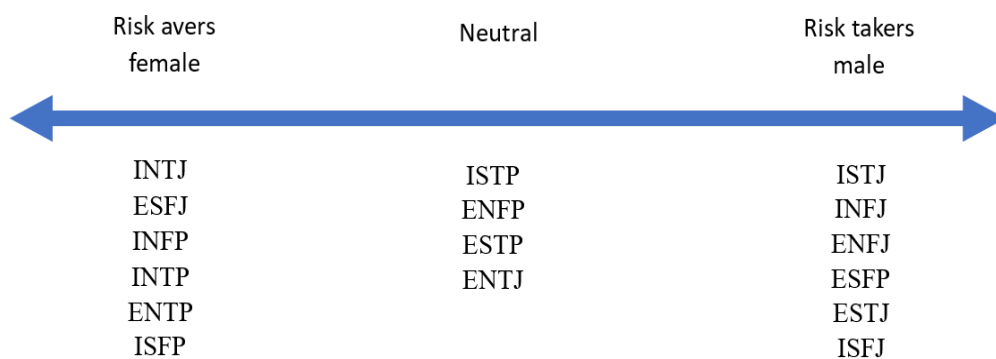 Risk avers
female
Neutral
Risk takers
male
INTJ
ESFJ
INFP
INTP
ENTP
ISFP
ISTP
ENFP
ESTP
ENTJ
ISTJ
INFJ
ENFJ
ESFP
ESTJ
ISFJ